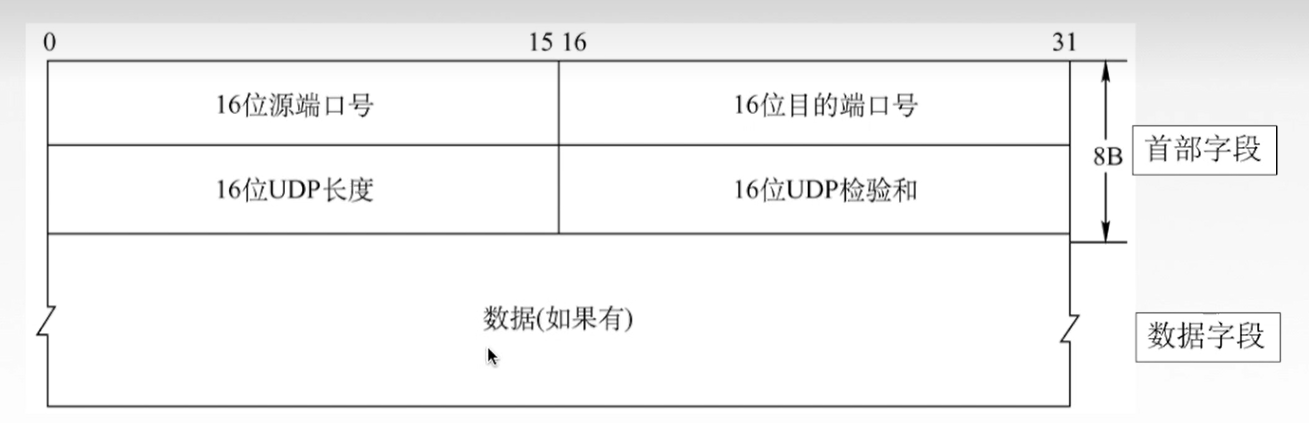 0 15 16 31
16位源端口号 16位目的端口号
8B 首部字段
16位UDP长度 16位UDP检验和
数据(如果有)
数据字段